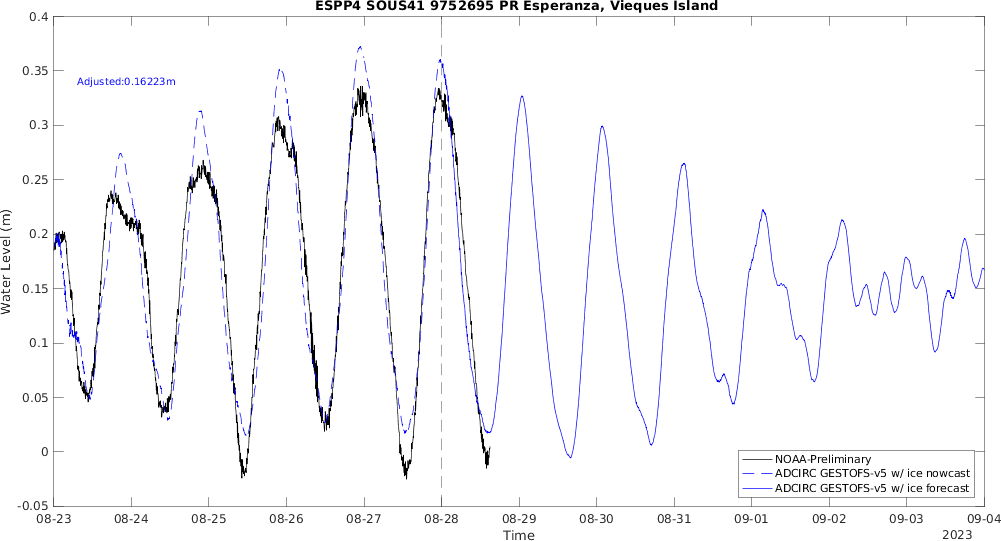 ESPP4 SOUS41 9752695 PR Esperanza, Vieques Island
0.4
0.35
0.3
0.25
0.2
0.15
0.1
0.05
0
-0.05
Water Level (m)
Adjusted:0.16223m
NOAA-Preliminary
ADCIRC GESTOFS-v5 w/ ice nowcast
ADCIRC GESTOFS-v5 w/ ice forecast
08-23 08-24 08-25 08-26 08-27 08-28 08-29 08-30 08-31 09-01 09-02 09-03 09-04
Time
2023